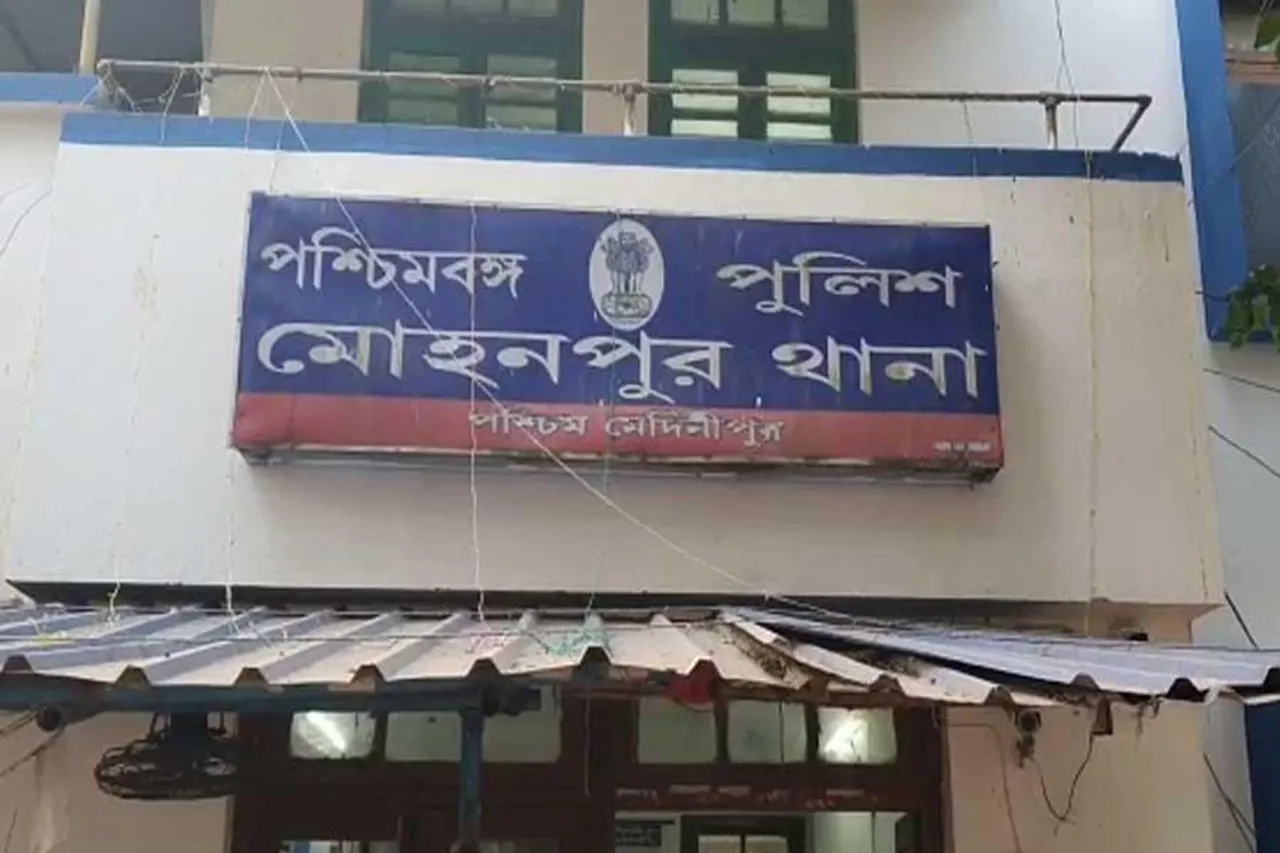 পশ্চিমবঙ্গ পুলিশ
মোহনপুর থানা
পশ্চিম মেদিনীপুর